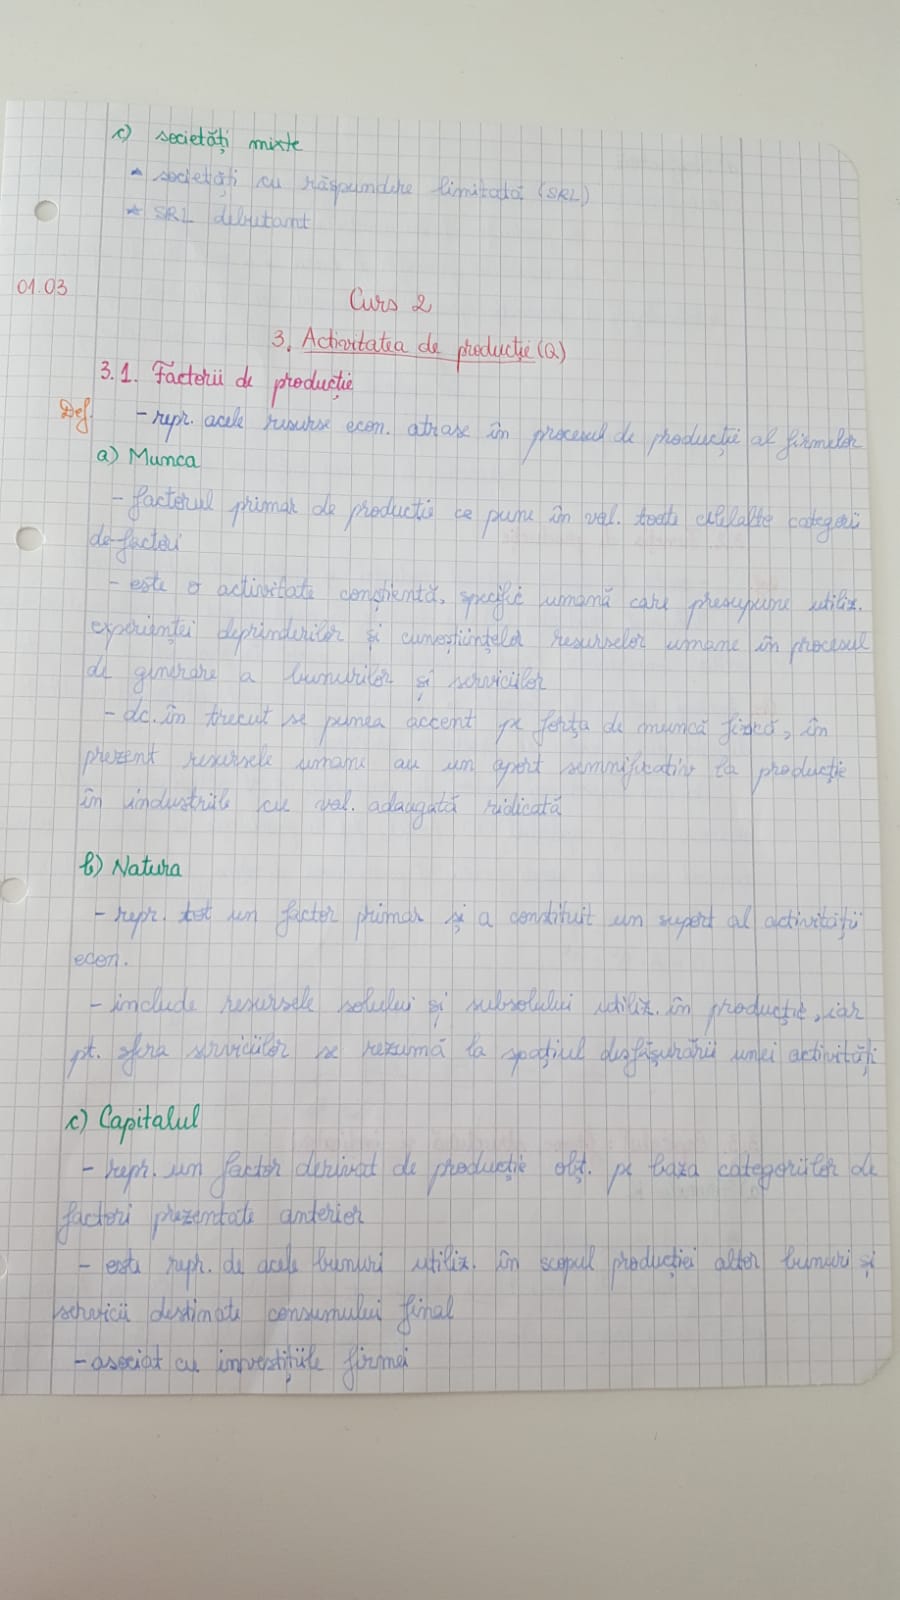 c) societăți mixte
▲ societăți cu răspundere limitată (SRL)
★ SRL debutant
01.03
Curs 2
3. Activitatea de producție (Q)
3.1. Factorii de producție
Def. - repr. acele resurse econ. atrase în procesul de producții al firmelor
a) Munca
- factorul primar de producție ce pune în val. toate celelalte categorii
de factori
- este o activitate conștientă, specific umană care presupune utiliz.
experienței deprinderilor și cunoștințelor resurselor umane în procesul
de generare a bunurilor și serviciilor
- dc. în trecut se punea accent pe forța de muncă fizică, în
prezent resursele umane au un aport semnificativ la producție
în industriile cu val. adăugată ridicată
b) Natura
- repr. tot un factor primar și a constituit un suport al activității
econ.
- include resursele solului și subsolului utiliz. în producție, iar
pt. sfera serviciilor se rezumă la spațiul desfășurării unei activități
c) Capitalul
- repr. un factor derivat de producție obț. pe baza categoriilor de
factori prezentate anterior
- este repr. de acele bunuri utiliz. în scopul producției altor bunuri și
servicii destinate consumului final
- asociat cu investițiile firmei